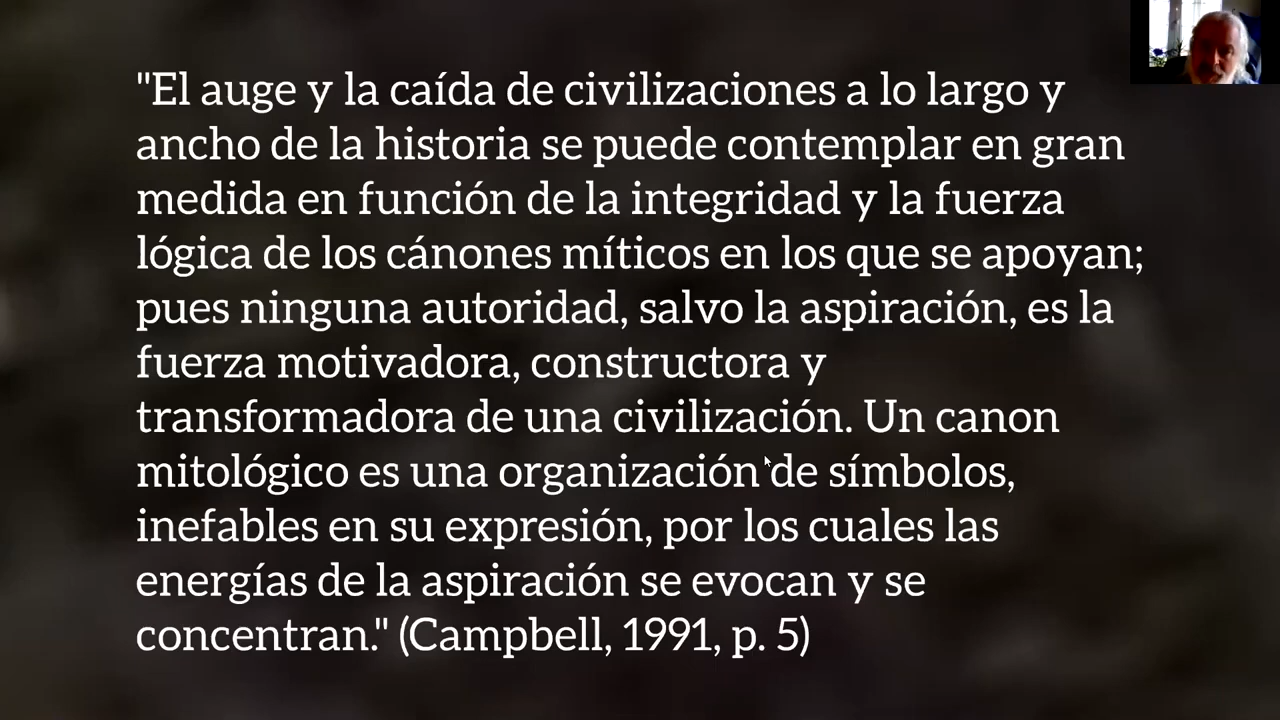 "El auge y la caída de civilizaciones a lo largo y
ancho de la historia se puede contemplar en gran
medida en función de la integridad y la fuerza
lógica de los cánones míticos en los que se apoyan;
pues ninguna autoridad, salvo la aspiración, es la
fuerza motivadora, constructora y
transformadora de una civilización. Un canon
mitológico es una organización de símbolos,
inefables en su expresión, por los cuales las
energías de la aspiración se evocan y se
concentran." (Campbell, 1991, p. 5)